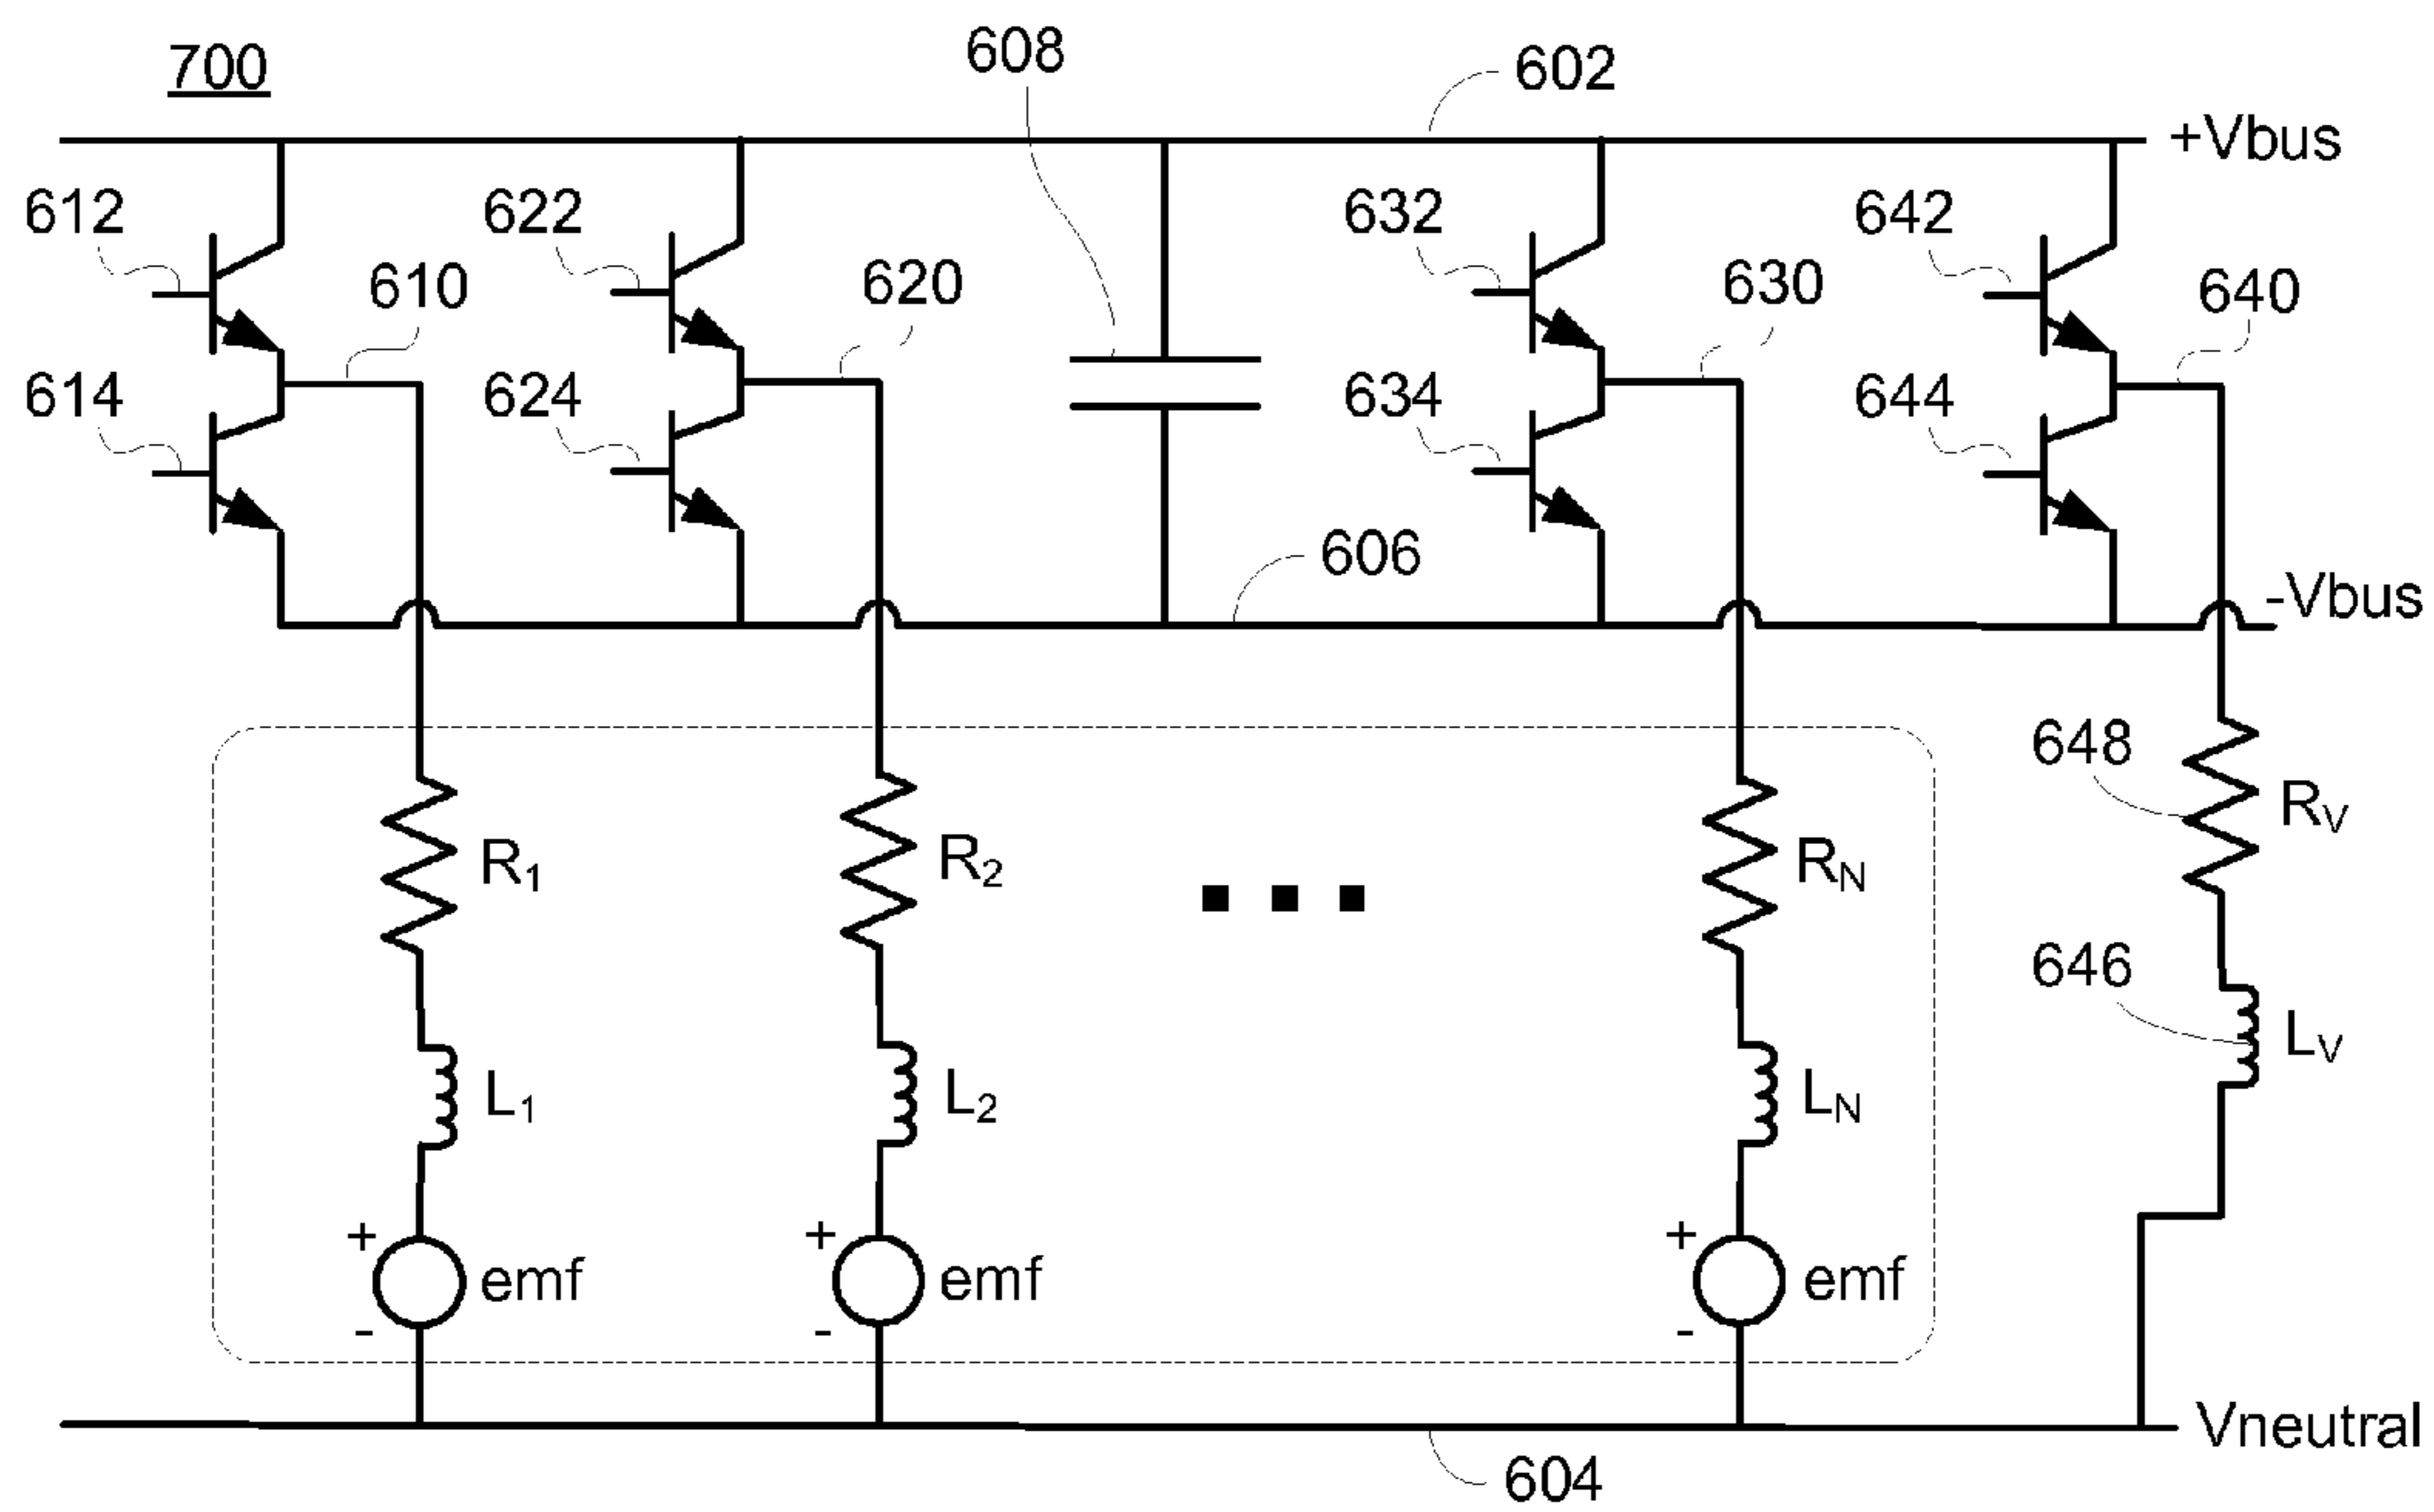 700
608
602
+Vbus
612
622
632
642
610
620
630
640
614
624
634
644
606
-Vbus
648
R1
R2
RN
RV
646
L1
L2
LN
LV
+
+
+
emf
emf
emf
-
-
-
Vneutral
604